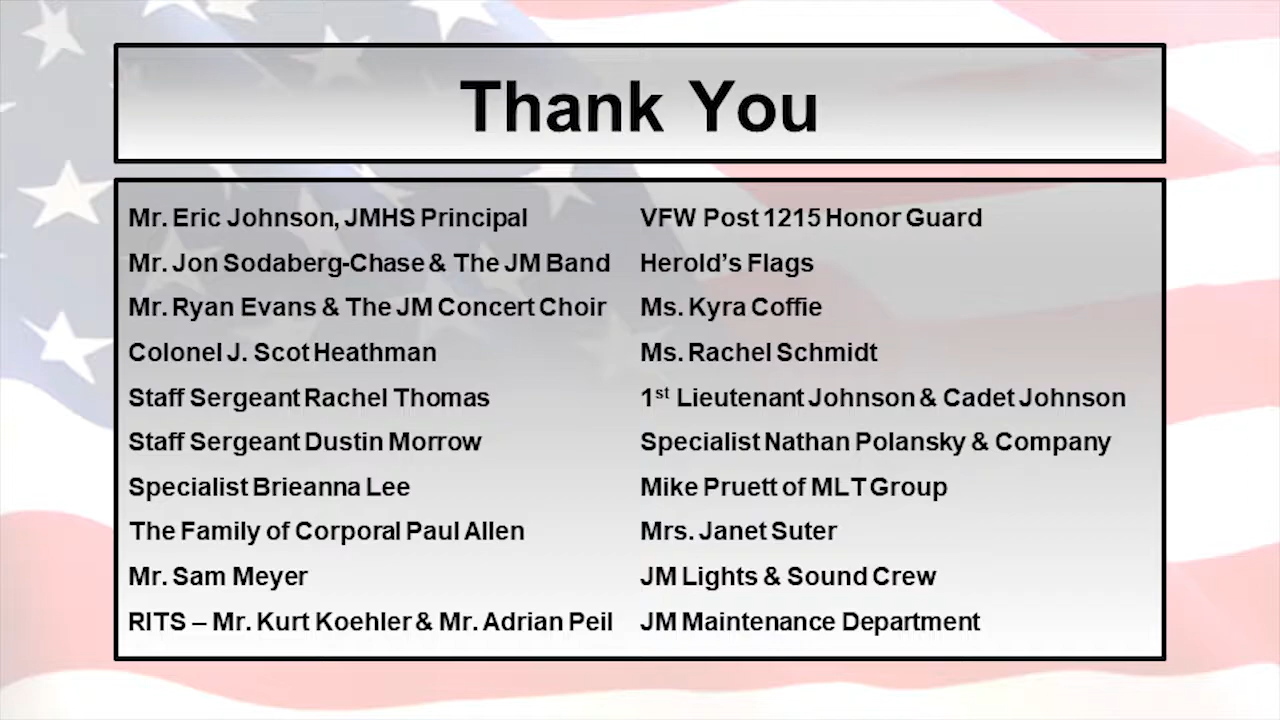 Thank You
Mr. Eric Johnson, JMHS Principal
Mr. Jon Sodaberg-Chase & The JM Band
Mr. Ryan Evans & The JM Concert Choir
Colonel J. Scot Heathman
Staff Sergeant Rachel Thomas
Staff Sergeant Dustin Morrow
Specialist Brieanna Lee
The Family of Corporal Paul Allen
Mr. Sam Meyer
RITS – Mr. Kurt Koehler & Mr. Adrian Peil
VFW Post 1215 Honor Guard
Herold’s Flags
Ms. Kyra Coffie
Ms. Rachel Schmidt
1st Lieutenant Johnson & Cadet Johnson
Specialist Nathan Polansky & Company
Mike Pruett of MLT Group
Mrs. Janet Suter
JM Lights & Sound Crew
JM Maintenance Department